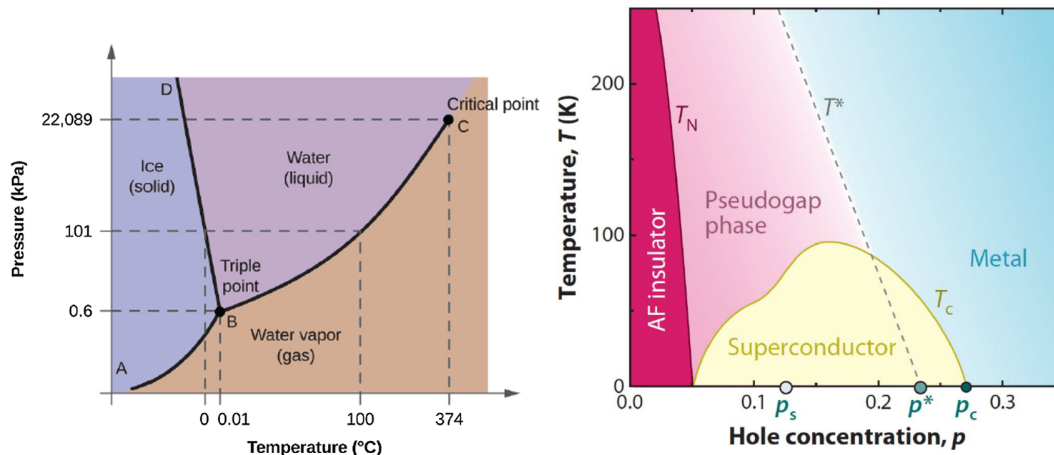 Pressure (kPa)
22,089
101
0.6
D
Critical point
C
Ice
(solid)
Water
(liquid)
Triple
point
B
A
Water vapor
(gas)
0 0.01 100 374
Temperature (°C)
Temperature, T (K)
200
100
0
T_N
T*
Pseudogap
phase
AF insulator
Metal
T_c
Superconductor
0.0 0.1 0.2 0.3
p_s p* p_c
Hole concentration, p